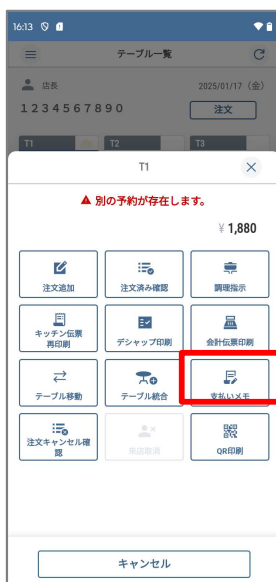 16:13
テーブル一覧
店長
2025/01/17（金）
1234567890
注文
T1
T2
T3
T1
別の予約が存在します。
¥ 1,880
注文追加
注文済み確認
調理指示
キッチン伝票
再印刷
デシャップ印刷
会計伝票印刷
テーブル移動
テーブル統合
支払いメモ
注文キャンセル確
認
来店取消
QR印刷
キャンセル